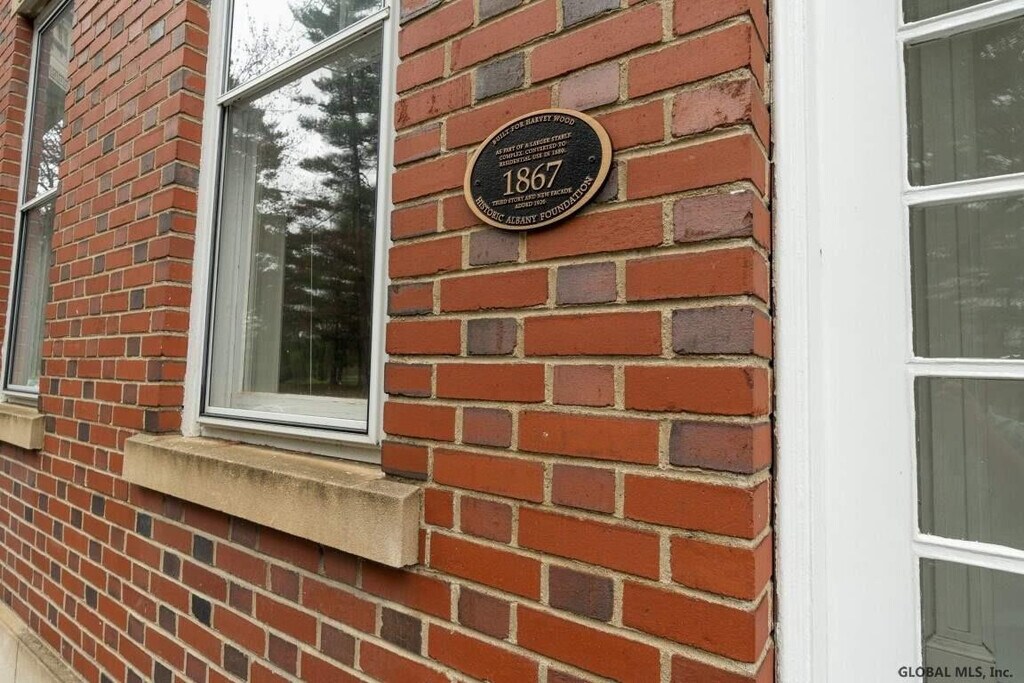 BUILT FOR HARVEY WOOD
AS PART OF A LARGER STABLE
COMPLEX. CONVERTED TO
RESIDENTIAL USE IN 1889.
1867
THIRD STORY AND NEW FACADE
ADDED 1926
HISTORIC ALBANY FOUNDATION
GLOBAL MLS, Inc.